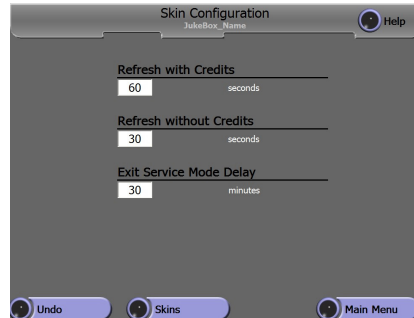 Skin Configuration
JukeBox_Name
Help
Refresh with Credits
60 seconds
Refresh without Credits
30 seconds
Exit Service Mode Delay
30 minutes
Undo
Skins
Main Menu